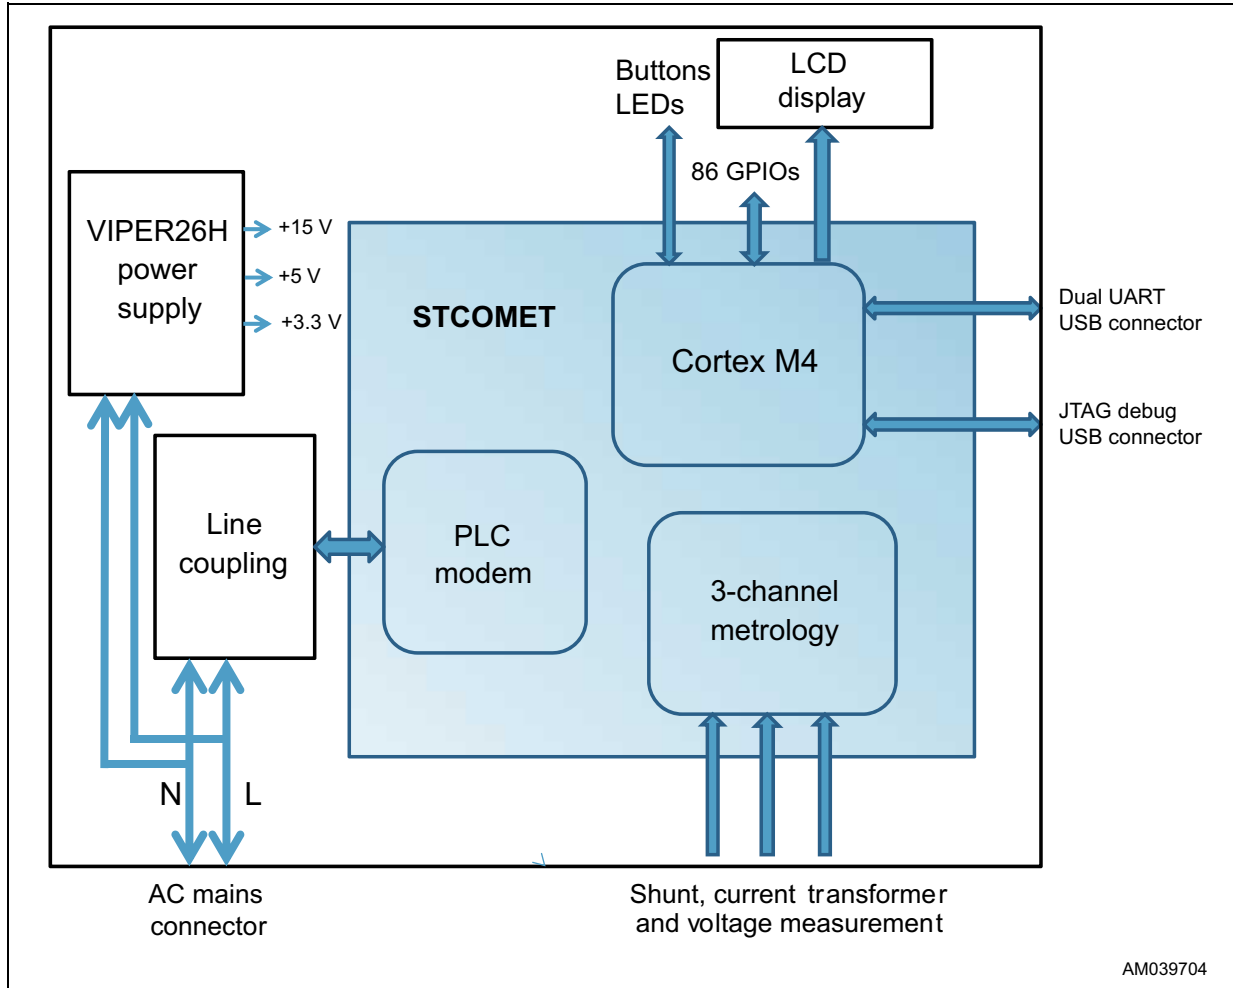 Buttons
LEDs
LCD
display
86 GPIOs
VIPER26H
power
supply
+15 V
+5 V
+3.3 V
STCOMET
Cortex M4
Dual UART
USB connector
JTAG debug
USB connector
Line
coupling
PLC
modem
3-channel
metrology
N
L
AC mains
connector
Shunt, current transformer
and voltage measurement
AM039704